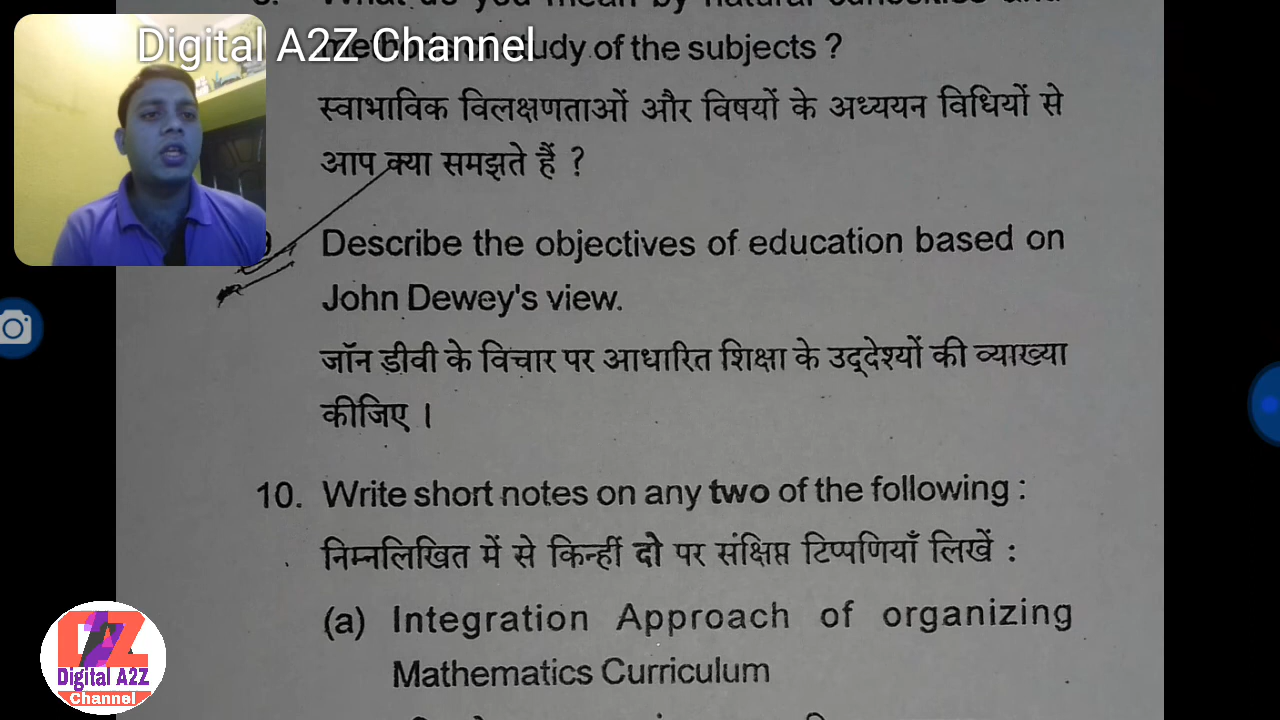 Digital A2Z Channel
study of the subjects ?
स्वाभाविक विलक्षणताओं और विषयों के अध्ययन विधियों से
आप क्या समझते हैं ?
Describe the objectives of education based on
John Dewey's view.
जॉन डीवी के विचार पर आधारित शिक्षा के उद्देश्यों की व्याख्या
कीजिए ।
10. Write short notes on any two of the following :
निम्नलिखित में से किन्हीं दो पर संक्षिप्त टिप्पणियाँ लिखें :
(a) Integration Approach of organizing
Mathematics Curriculum
Digital A2Z
Channel